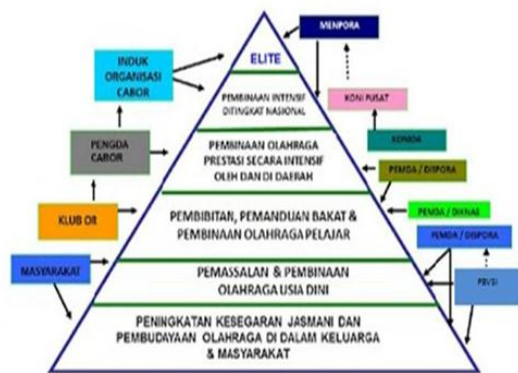 MENPORA
ELITE
INDUK
ORGANISASI
CABOR
PEMBINAAN INTENSIF
DITINGKAT NASIONAL
KONI PUSAT
PENGDA
CABOR
PEMBINAAN OLAHRAGA
PRESTASI SECARA INTENSIF
OLEH DAN DI DAERAH
KONIDA
PEMDA / DISPORA
KLUB OR
PEMBIBITAN, PEMANDUAN BAKAT &
PEMBINAAN OLAHRAGA PELAJAR
PEMDA / DIKNAS
PEMDA / DISPORA
MASYARAKAT
PEMASSALAN & PEMBINAAN
OLAHRAGA USIA DINI
PBVSI
PENINGKATAN KESEGARAN JASMANI DAN
PEMBUDAYAAN OLAHRAGA DI DALAM KELUARGA
& MASYARAKAT